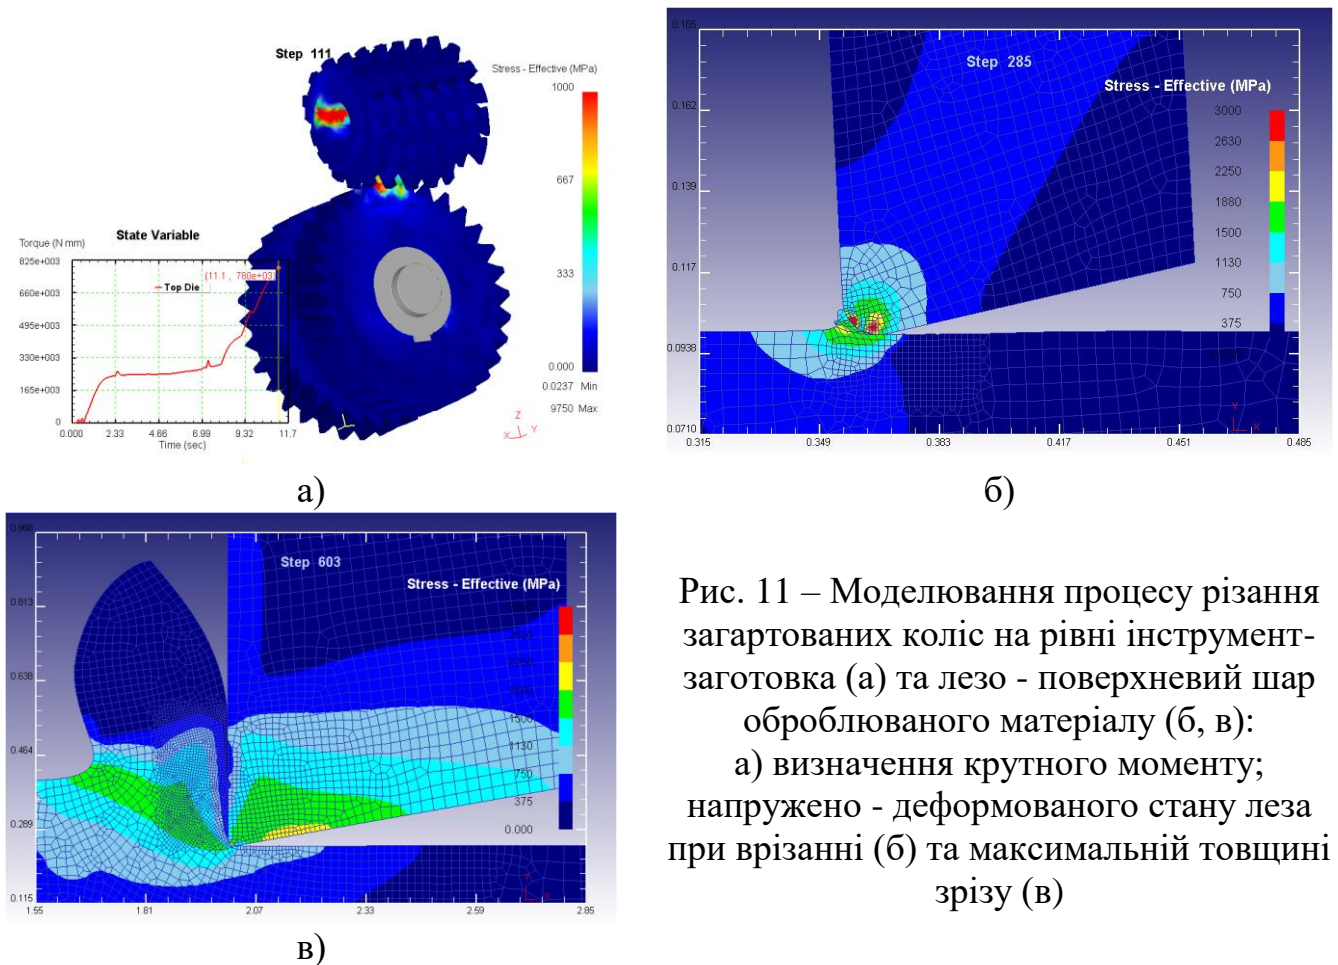 Step 111
Stress - Effective (MPa)
1000
667
333
0.000
0.0237 Min
9750 Max
State Variable
Torque (N mm)
825e+003
660e+003
495e+003
330e+003
165e+003
0
(11.1 , 780e+03)
Top Die
0.000 2.33 4.66 6.99 9.32 11.7
Time (sec)
Z
X Y
а)
0.185
0.162
0.139
0.117
0.0938
0.0710
Step 285
Stress - Effective (MPa)
3000
2630
2250
1880
1500
1130
750
375
0.315 0.349 0.383 0.417 0.451 0.485
б)
0.813
0.638
0.464
0.289
0.115
Step 603
Stress - Effective (MPa)
1500
1130
750
375
0.000
1.55 1.81 2.07 2.33 2.59 2.85
в)
Рис. 11 – Моделювання процесу різання
загартованих коліс на рівні інструмент-
заготовка (а) та лезо - поверхневий шар
оброблюваного матеріалу (б, в):
а) визначення крутного моменту;
напружено - деформованого стану леза
при врізанні (б) та максимальній товщині
зрізу (в)